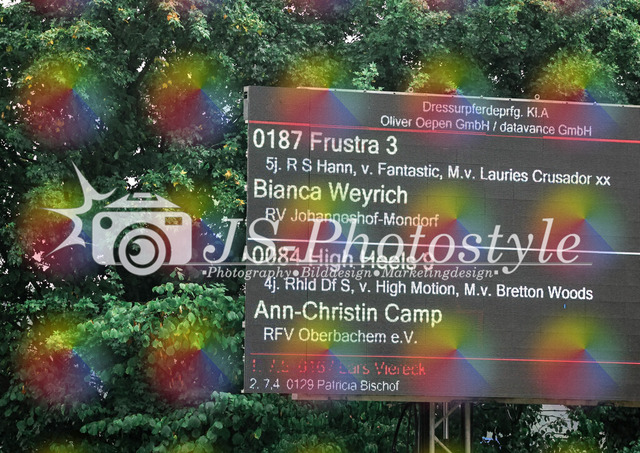 Dressurpferdeprfg. Kl.A
Oliver Oepen GmbH / datavance GmbH
0187 Frustra 3
5j. R S Hann, v. Fantastic, M.v. Lauries Crusador xx
Bianca Weyrich
RV Johanneshof-Mondorf
JS-Photostyle
0084 High Heels
•Photography•Bilddesign•Marketingdesign•
4j. Rhld Df S, v. High Motion, M.v. Bretton Woods
Ann-Christin Camp
RFV Oberbachem e.V.
Lars Viereck
2. 7,4 0129 Patricia Bischof